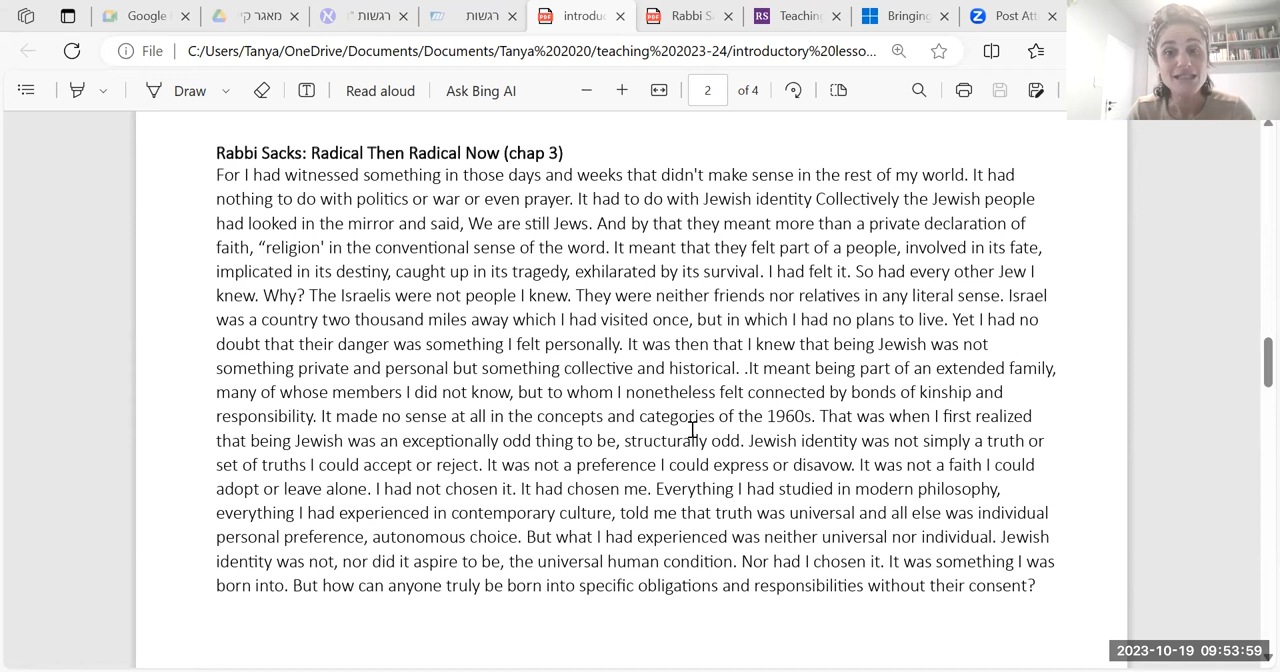 Google
מאגר קי
רגשות "י
רגשות
introduc
Rabbi S
RS Teaching
Bringing
Post Att
File C:/Users/Tanya/OneDrive/Documents/Documents/Tanya%202020/teaching%202023-24/introductory%20lesso...
Draw Read aloud Ask Bing AI 2 of 4
Rabbi Sacks: Radical Then Radical Now (chap 3)
For I had witnessed something in those days and weeks that didn't make sense in the rest of my world. It had
nothing to do with politics or war or even prayer. It had to do with Jewish identity Collectively the Jewish people
had looked in the mirror and said, We are still Jews. And by that they meant more than a private declaration of
faith, “religion' in the conventional sense of the word. It meant that they felt part of a people, involved in its fate,
implicated in its destiny, caught up in its tragedy, exhilarated by its survival. I had felt it. So had every other Jew I
knew. Why? The Israelis were not people I knew. They were neither friends nor relatives in any literal sense. Israel
was a country two thousand miles away which I had visited once, but in which I had no plans to live. Yet I had no
doubt that their danger was something I felt personally. It was then that I knew that being Jewish was not
something private and personal but something collective and historical. .It meant being part of an extended family,
many of whose members I did not know, but to whom I nonetheless felt connected by bonds of kinship and
responsibility. It made no sense at all in the concepts and categories of the 1960s. That was when I first realized
that being Jewish was an exceptionally odd thing to be, structurally odd. Jewish identity was not simply a truth or
set of truths I could accept or reject. It was not a preference I could express or disavow. It was not a faith I could
adopt or leave alone. I had not chosen it. It had chosen me. Everything I had studied in modern philosophy,
everything I had experienced in contemporary culture, told me that truth was universal and all else was individual
personal preference, autonomous choice. But what I had experienced was neither universal nor individual. Jewish
identity was not, nor did it aspire to be, the universal human condition. Nor had I chosen it. It was something I was
born into. But how can anyone truly be born into specific obligations and responsibilities without their consent?
2023-10-19 09:53:59